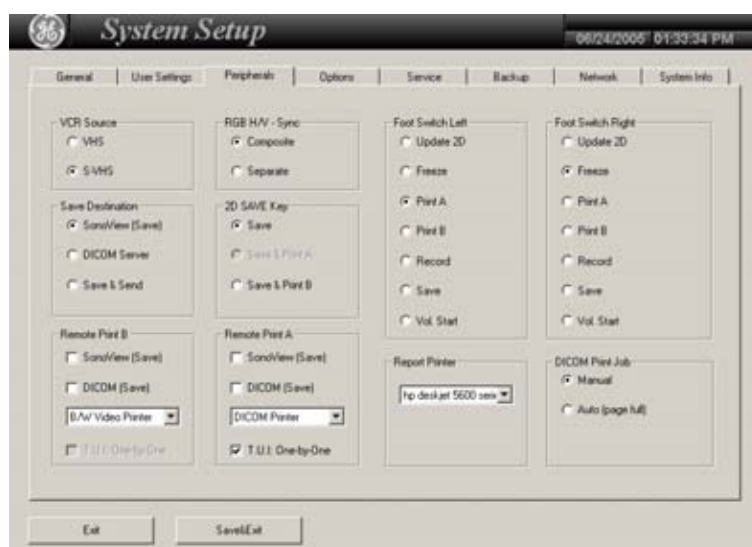 System Setup
06/24/2005 01:33:34 PM
General User Settings Peripherals Options Service Backup Network System Info
VCR Source
VHS
S-VHS
RGB H/V - Sync
Composite
Separate
Foot Switch Left
Update 2D
Freeze
Print A
Print B
Record
Save
Vol. Start
Foot Switch Right
Update 2D
Freeze
Print A
Print B
Record
Save
Vol. Start
Save Destination
SonoView (Save)
DICOM Server
Save & Send
2D SAVE Key
Save
Save & Print A
Save & Print B
Remote Print B
SonoView (Save)
DICOM (Save)
B/W Video Printer
T.U.I: One-by-One
Remote Print A
SonoView (Save)
DICOM (Save)
DICOM Printer
T.U.I: One-by-One
Report Printer
hp deskjet 5600 serie
DICOM Print Job
Manual
Auto (page full)
Exit
Save&Exit